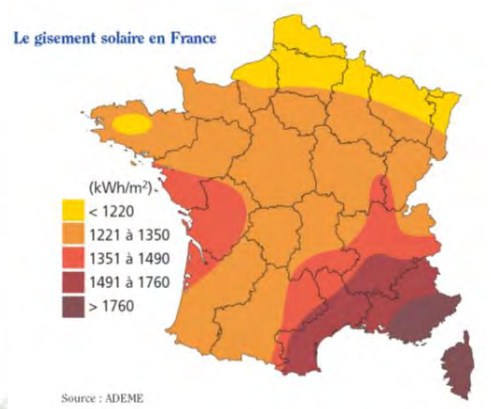 Le gisement solaire en France
(kWh/m²)
< 1220
1221 à 1350
1351 à 1490
1491 à 1760
> 1760
Source : ADEME